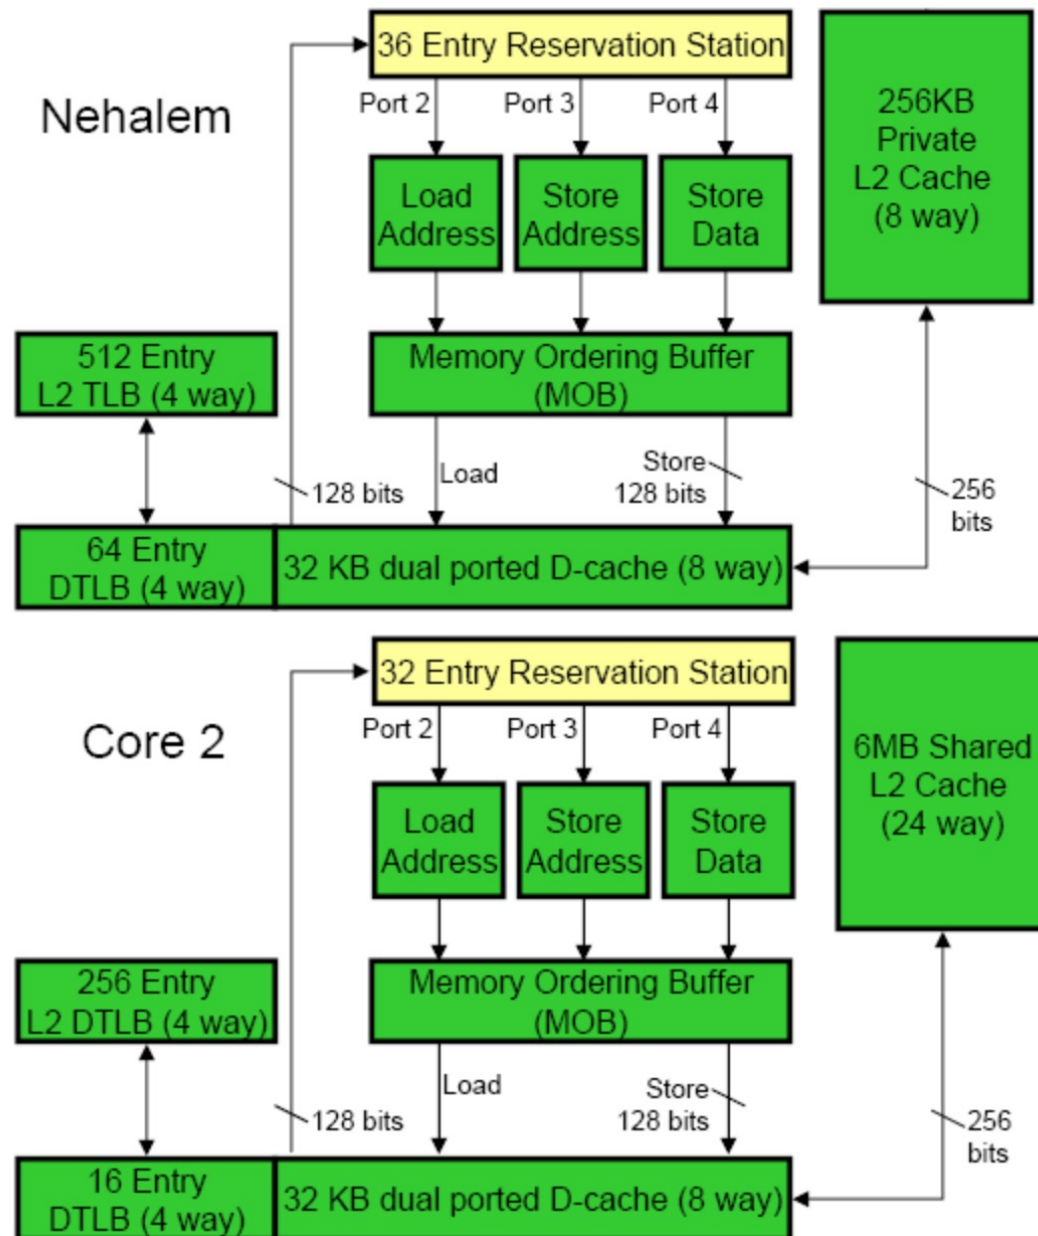 36 Entry Reservation Station
Nehalem
Port 2
Port 3
Port 4
256KB
Private
L2 Cache
(8 way)
Load
Address
Store
Address
Store
Data
512 Entry
L2 TLB (4 way)
Memory Ordering Buffer
(MOB)
128 bits
Load
Store
128 bits
256
bits
64 Entry
DTLB (4 way)
32 KB dual ported D-cache (8 way)
32 Entry Reservation Station
Core 2
Port 2
Port 3
Port 4
6MB Shared
L2 Cache
(24 way)
Load
Address
Store
Address
Store
Data
256 Entry
L2 DTLB (4 way)
Memory Ordering Buffer
(MOB)
128 bits
Load
Store
128 bits
256
bits
16 Entry
DTLB (4 way)
32 KB dual ported D-cache (8 way)